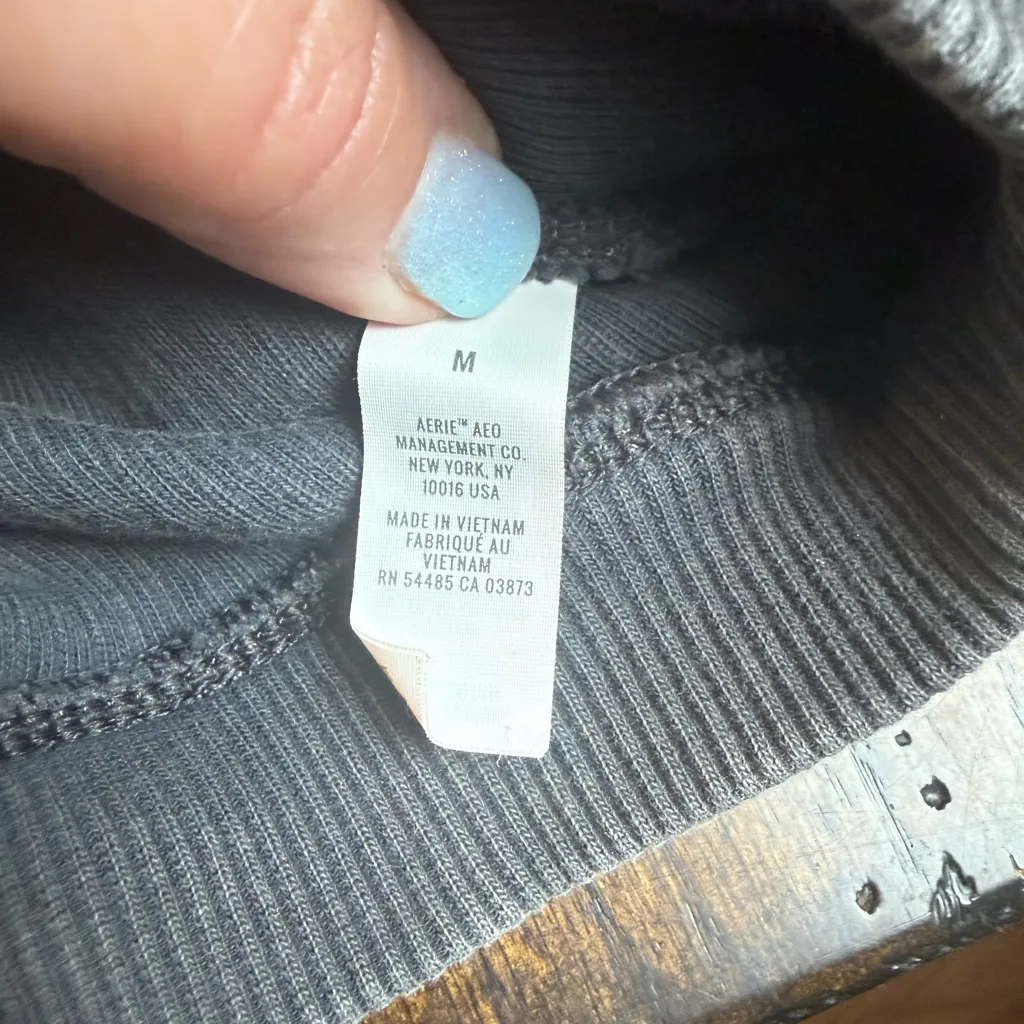 M
AERIE™ AEO
MANAGEMENT CO.
NEW YORK, NY
10016 USA
MADE IN VIETNAM
FABRIQUÉ AU
VIETNAM
RN 54485 CA 03873